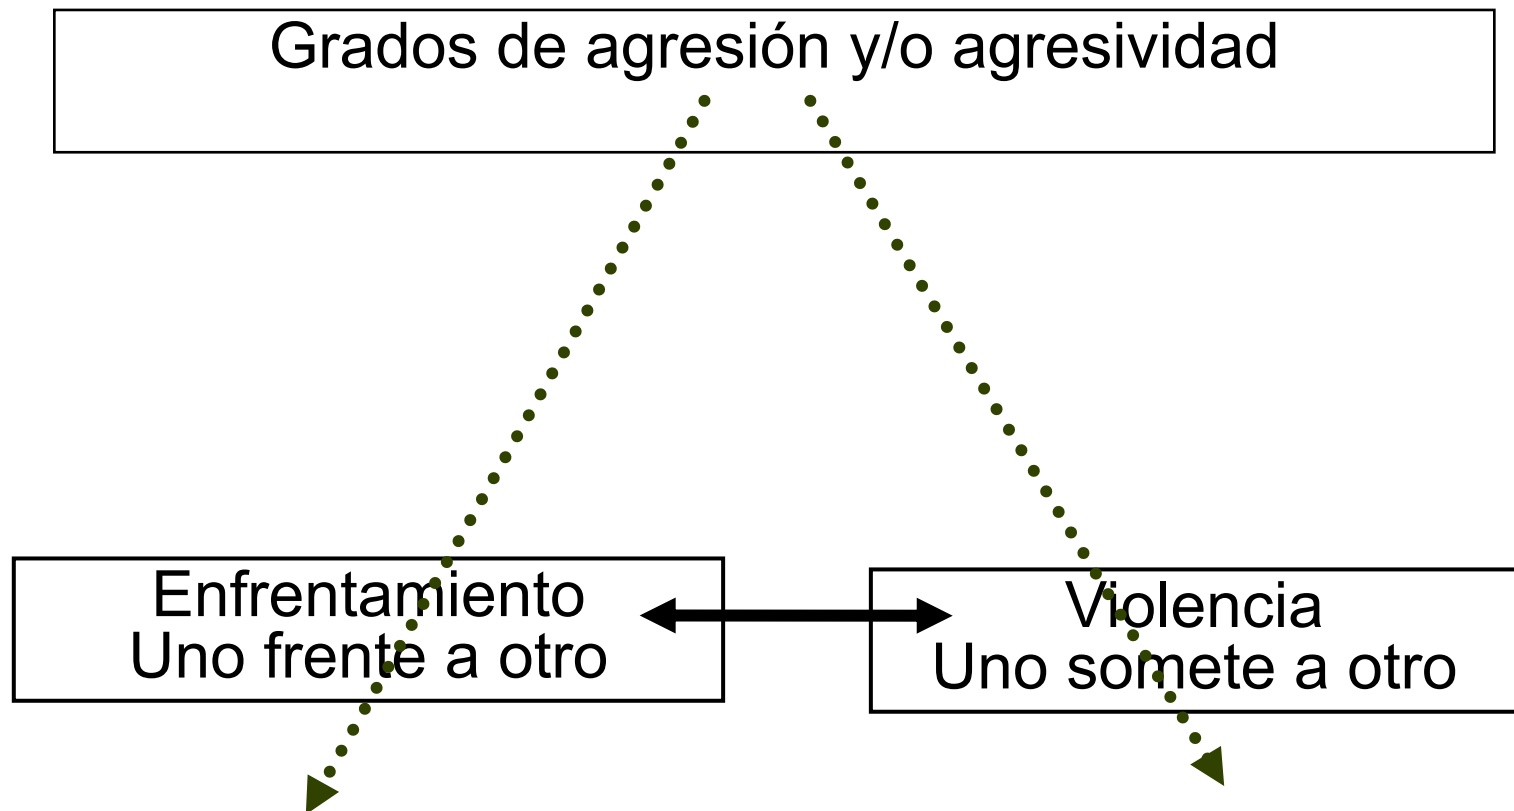 Grados de agresión y/o agresividad
Enfrentamiento
Uno frente a otro
Violencia
Uno somete a otro